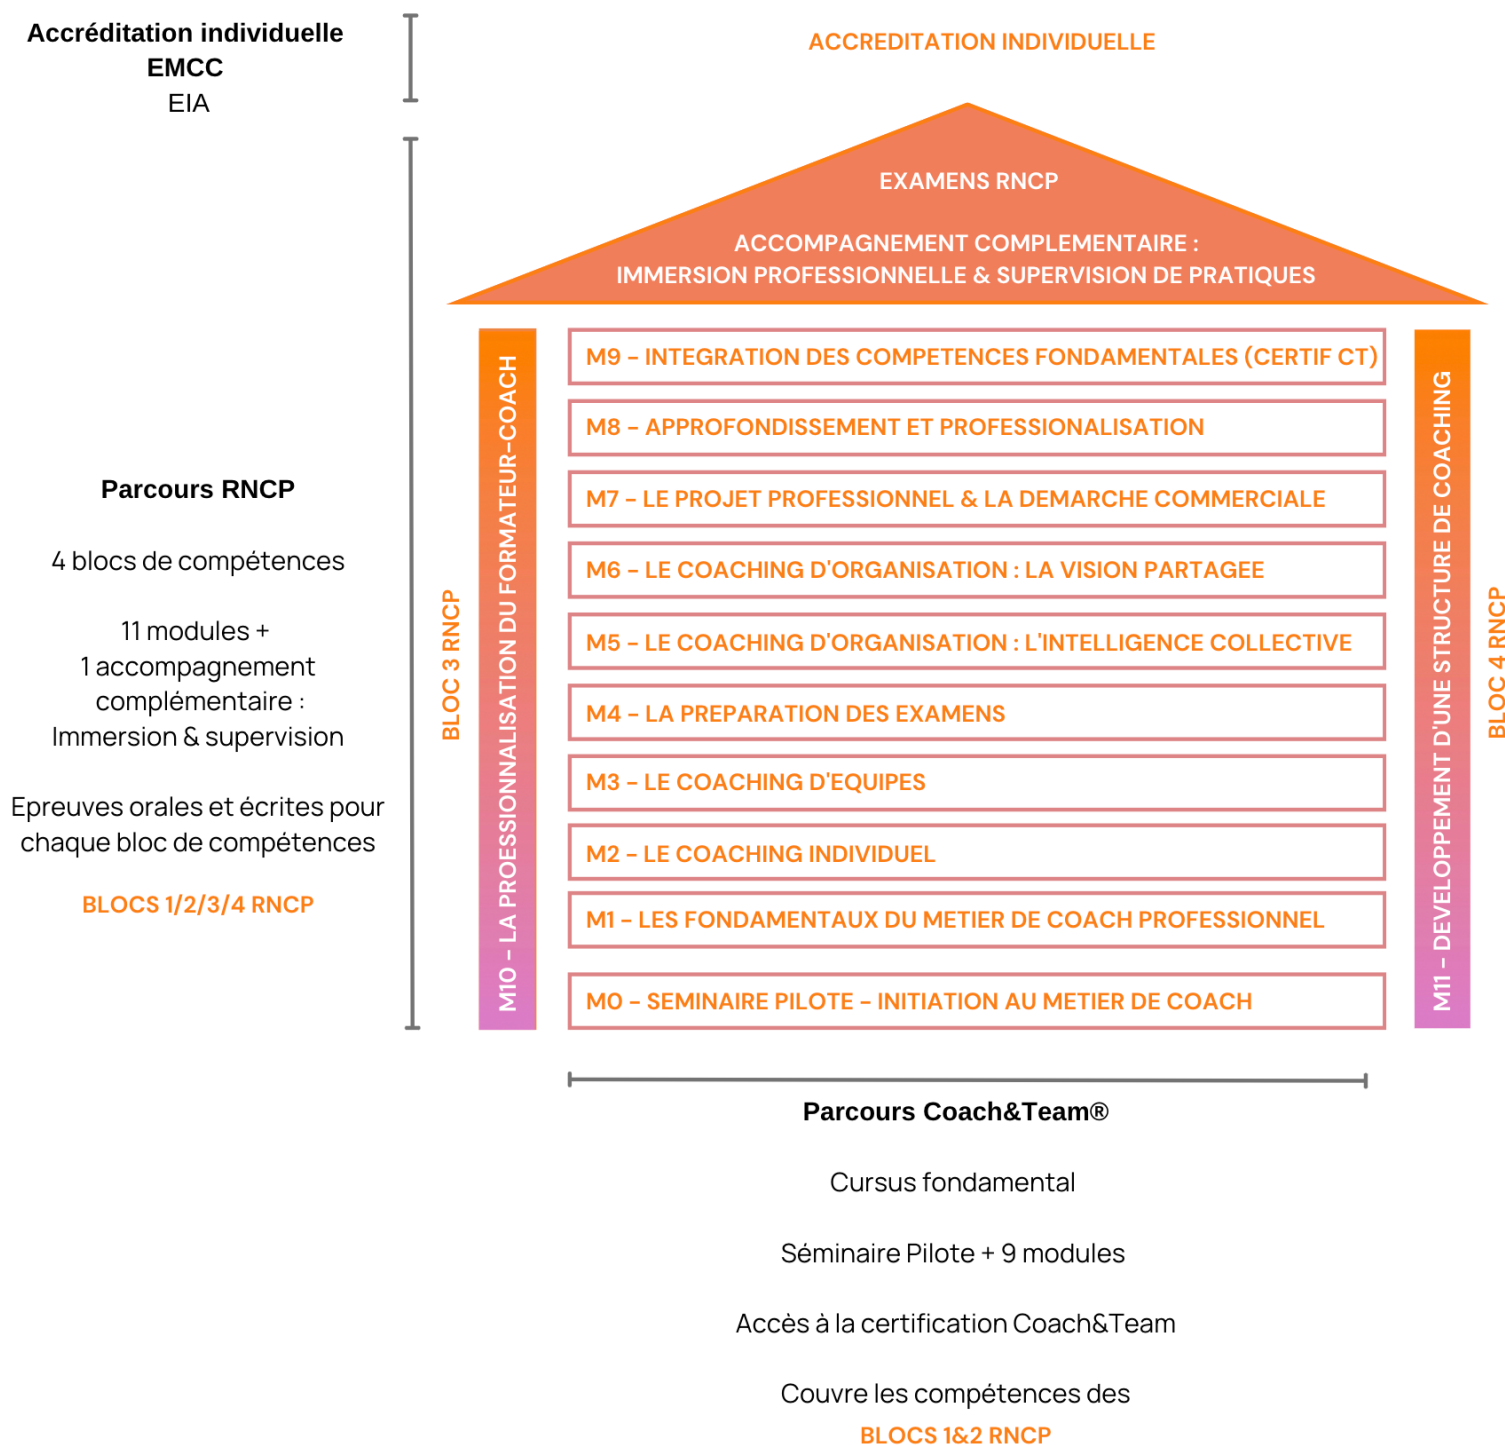 Accréditation individuelle
EMCC
EIA
ACCREDITATION INDIVIDUELLE
EXAMENS RNCP
ACCOMPAGNEMENT COMPLEMENTAIRE :
IMMERSION PROFESSIONNELLE & SUPERVISION DE PRATIQUES
Parcours RNCP
4 blocs de compétences
11 modules +
1 accompagnement
complémentaire :
Immersion & supervision
Epreuves orales et écrites pour
chaque bloc de compétences
BLOCS 1/2/3/4 RNCP
BLOC 3 RNCP
M10 - LA PROESSIONNALISATION DU FORMATEUR-COACH
M9 - INTEGRATION DES COMPETENCES FONDAMENTALES (CERTIF CT)
M8 - APPROFONDISSEMENT ET PROFESSIONALISATION
M7 - LE PROJET PROFESSIONNEL & LA DEMARCHE COMMERCIALE
M6 - LE COACHING D'ORGANISATION : LA VISION PARTAGEE
M5 - LE COACHING D'ORGANISATION : L'INTELLIGENCE COLLECTIVE
M4 - LA PREPARATION DES EXAMENS
M3 - LE COACHING D'EQUIPES
M2 - LE COACHING INDIVIDUEL
M1 - LES FONDAMENTAUX DU METIER DE COACH PROFESSIONNEL
M0 - SEMINAIRE PILOTE - INITIATION AU METIER DE COACH
M11 - DEVELOPPEMENT D'UNE STRUCTURE DE COACHING
BLOC 4 RNCP
Parcours Coach&Team®
Cursus fondamental
Séminaire Pilote + 9 modules
Accès à la certification Coach&Team
Couvre les compétences des
BLOCS 1&2 RNCP